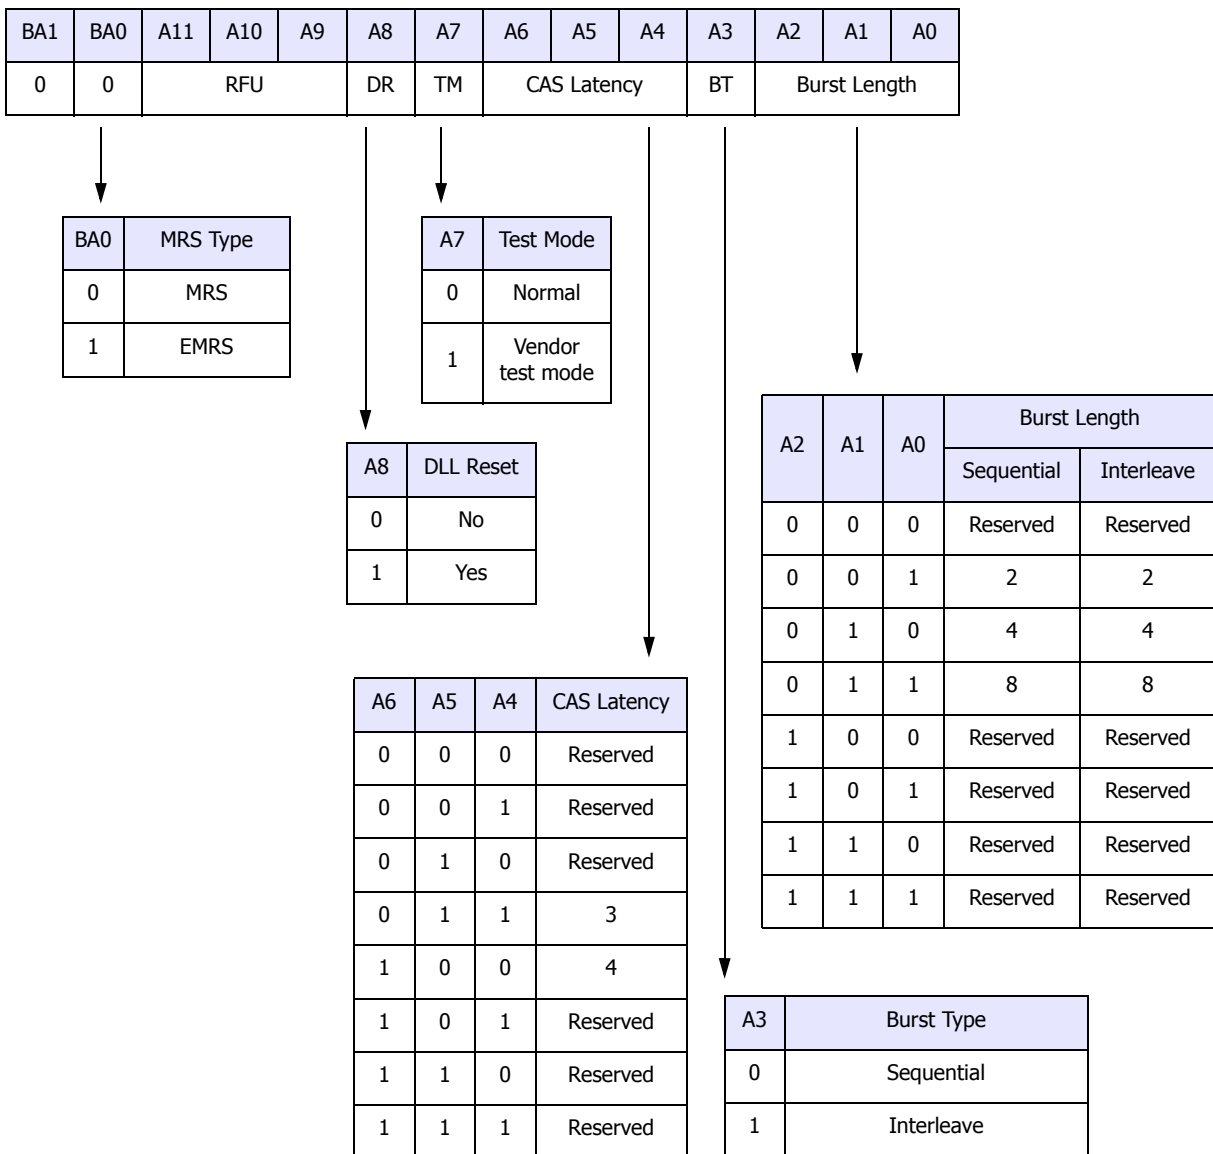 BA1 BA0 A11 A10 A9 A8 A7 A6 A5 A4 A3 A2 A1 A0
0 0 RFU DR TM CAS Latency BT Burst Length
BA0 MRS Type
0 MRS
1 EMRS
A7 Test Mode
0 Normal
1 Vendor
test mode
A8 DLL Reset
0 No
1 Yes
A2 A1 A0 Burst Length
Sequential Interleave
0 0 0 Reserved Reserved
0 0 1 2 2
0 1 0 4 4
0 1 1 8 8
1 0 0 Reserved Reserved
1 0 1 Reserved Reserved
1 1 0 Reserved Reserved
1 1 1 Reserved Reserved
A6 A5 A4 CAS Latency
0 0 0 Reserved
0 0 1 Reserved
0 1 0 Reserved
0 1 1 3
1 0 0 4
1 0 1 Reserved
1 1 0 Reserved
1 1 1 Reserved
A3 Burst Type
0 Sequential
1 Interleave